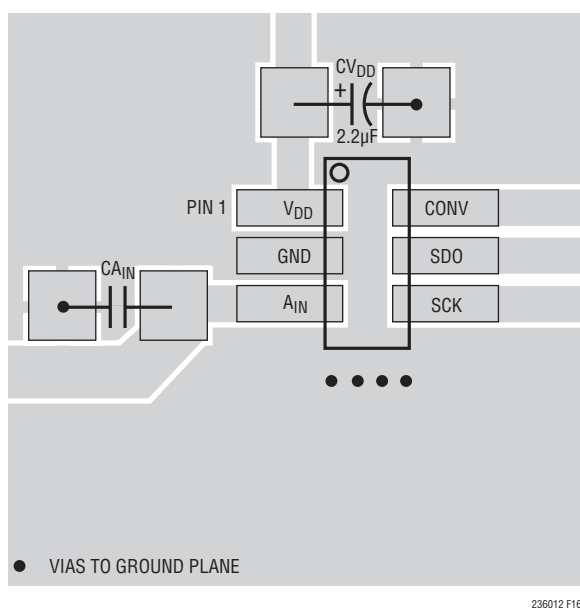 CV_DD
+
2.2µF
PIN 1
V_DD
CONV
GND
SDO
CA_IN
A_IN
SCK
VIAS TO GROUND PLANE
236012 F16